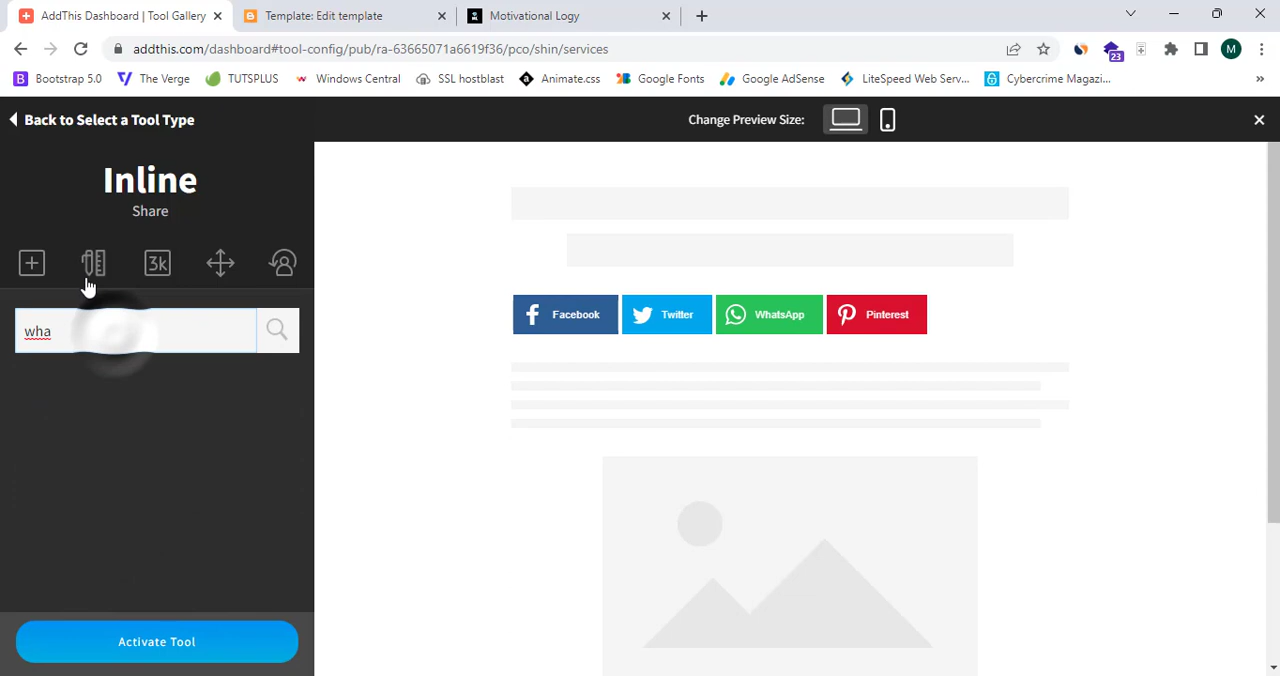 AddThis Dashboard | Tool Gallery
Template: Edit template
Motivational Logy
addthis.com/dashboard#tool-config/pub/ra-63665071a6619f36/pco/shin/services
23
M
B Bootstrap 5.0
The Verge
TUTSPLUS
Windows Central
SSLhostblast
Animate.css
Google Fonts
Google AdSense
LiteSpeed Web Serv...
Cybercrime Magazi...
Back to Select a Tool Type
Change Preview Size:
Inline
Share
3k
wha
Facebook
Twitter
WhatsApp
Pinterest
Activate Tool